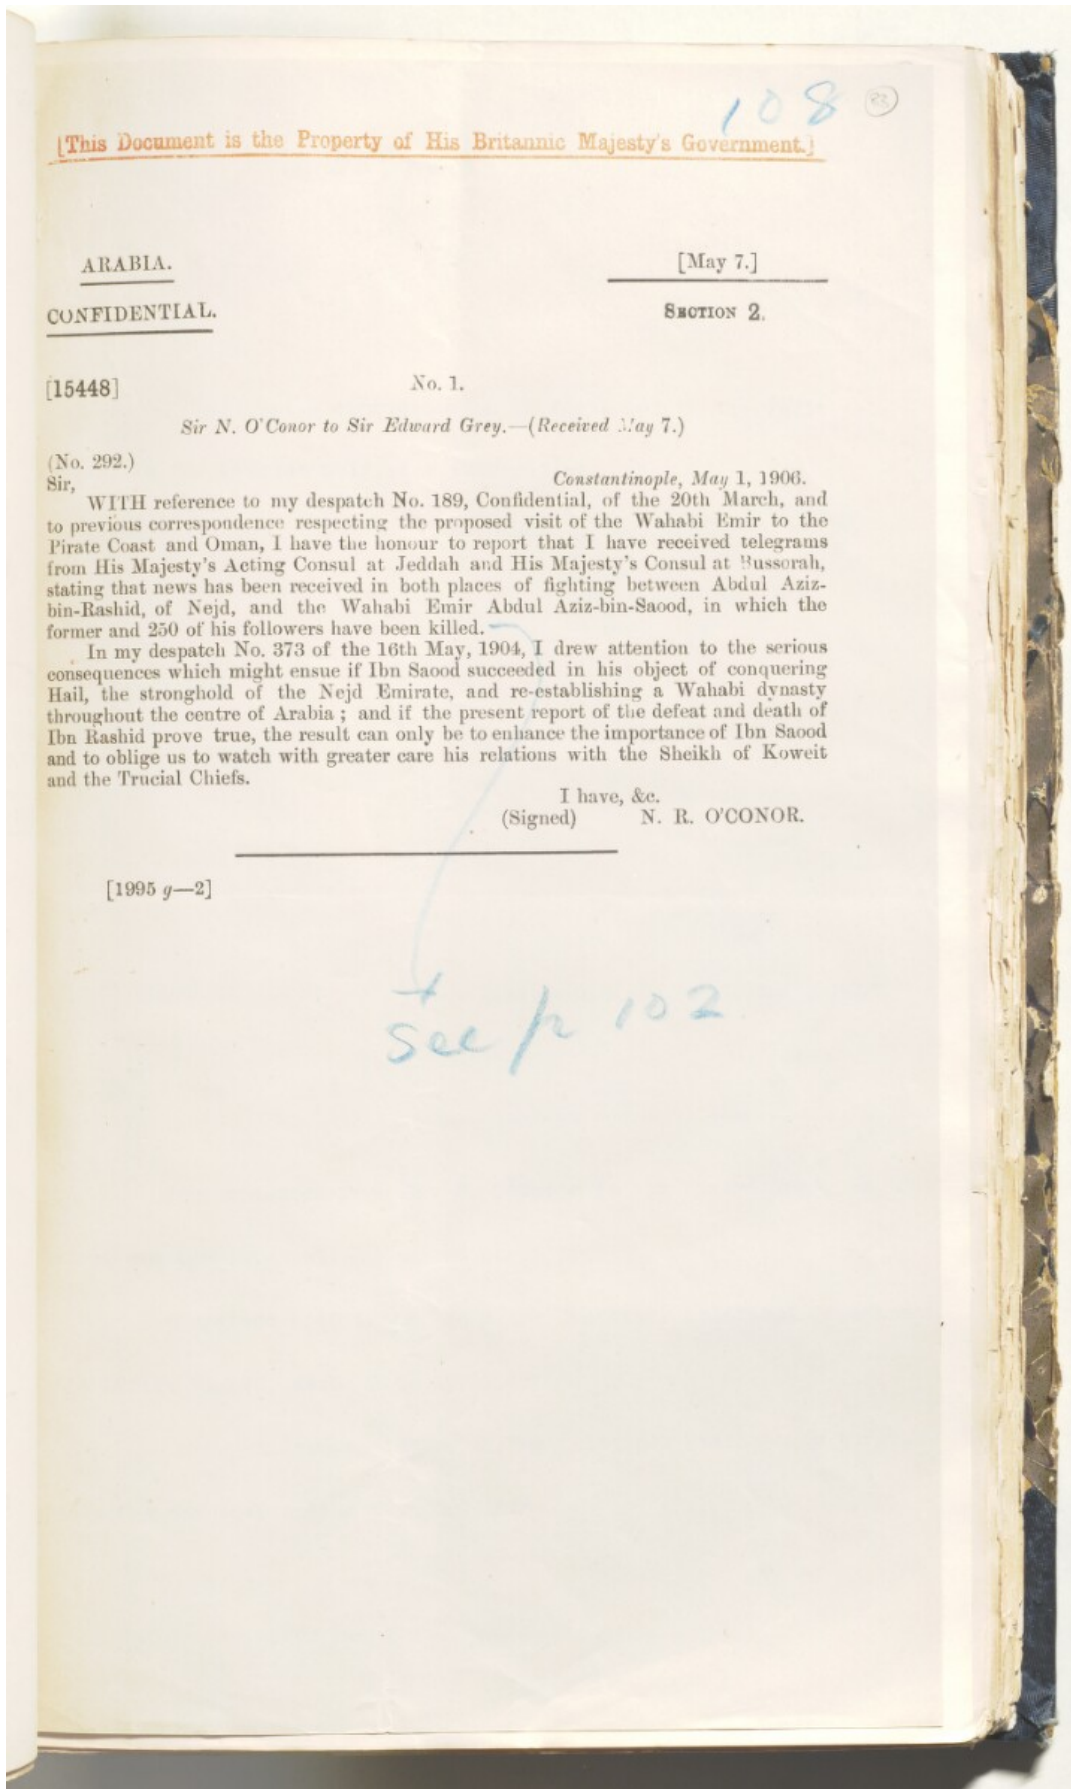 108
[This Document is the Property of His Britannic Majesty's Government.]
ARABIA.
[May 7.]
CONFIDENTIAL.
SECTION 2.
[15448]
No. 1.
Sir N. O'Conor to Sir Edward Grey.—(Received May 7.)
(No. 292.)
Sir,
Constantinople, May 1, 1906.
WITH reference to my despatch No. 189, Confidential, of the 20th March, and
to previous correspondence respecting the proposed visit of the Wahabi Emir to the
Pirate Coast and Oman, I have the honour to report that I have received telegrams
from His Majesty's Acting Consul at Jeddah and His Majesty's Consul at Bussorah,
stating that news has been received in both places of fighting between Abdul Aziz-
bin-Rashid, of Nejd, and the Wahabi Emir Abdul Aziz-bin-Saood, in which the
former and 250 of his followers have been killed.
In my despatch No. 373 of the 16th May, 1904, I drew attention to the serious
consequences which might ensue if Ibn Saood succeeded in his object of conquering
Hail, the stronghold of the Nejd Emirate, and re-establishing a Wahabi dynasty
throughout the centre of Arabia ; and if the present report of the defeat and death of
Ibn Rashid prove true, the result can only be to enhance the importance of Ibn Saood
and to oblige us to watch with greater care his relations with the Sheikh of Koweit
and the Trucial Chiefs.
I have, &c.
(Signed) N. R. O'CONOR.
[1995 g—2]
See p 102